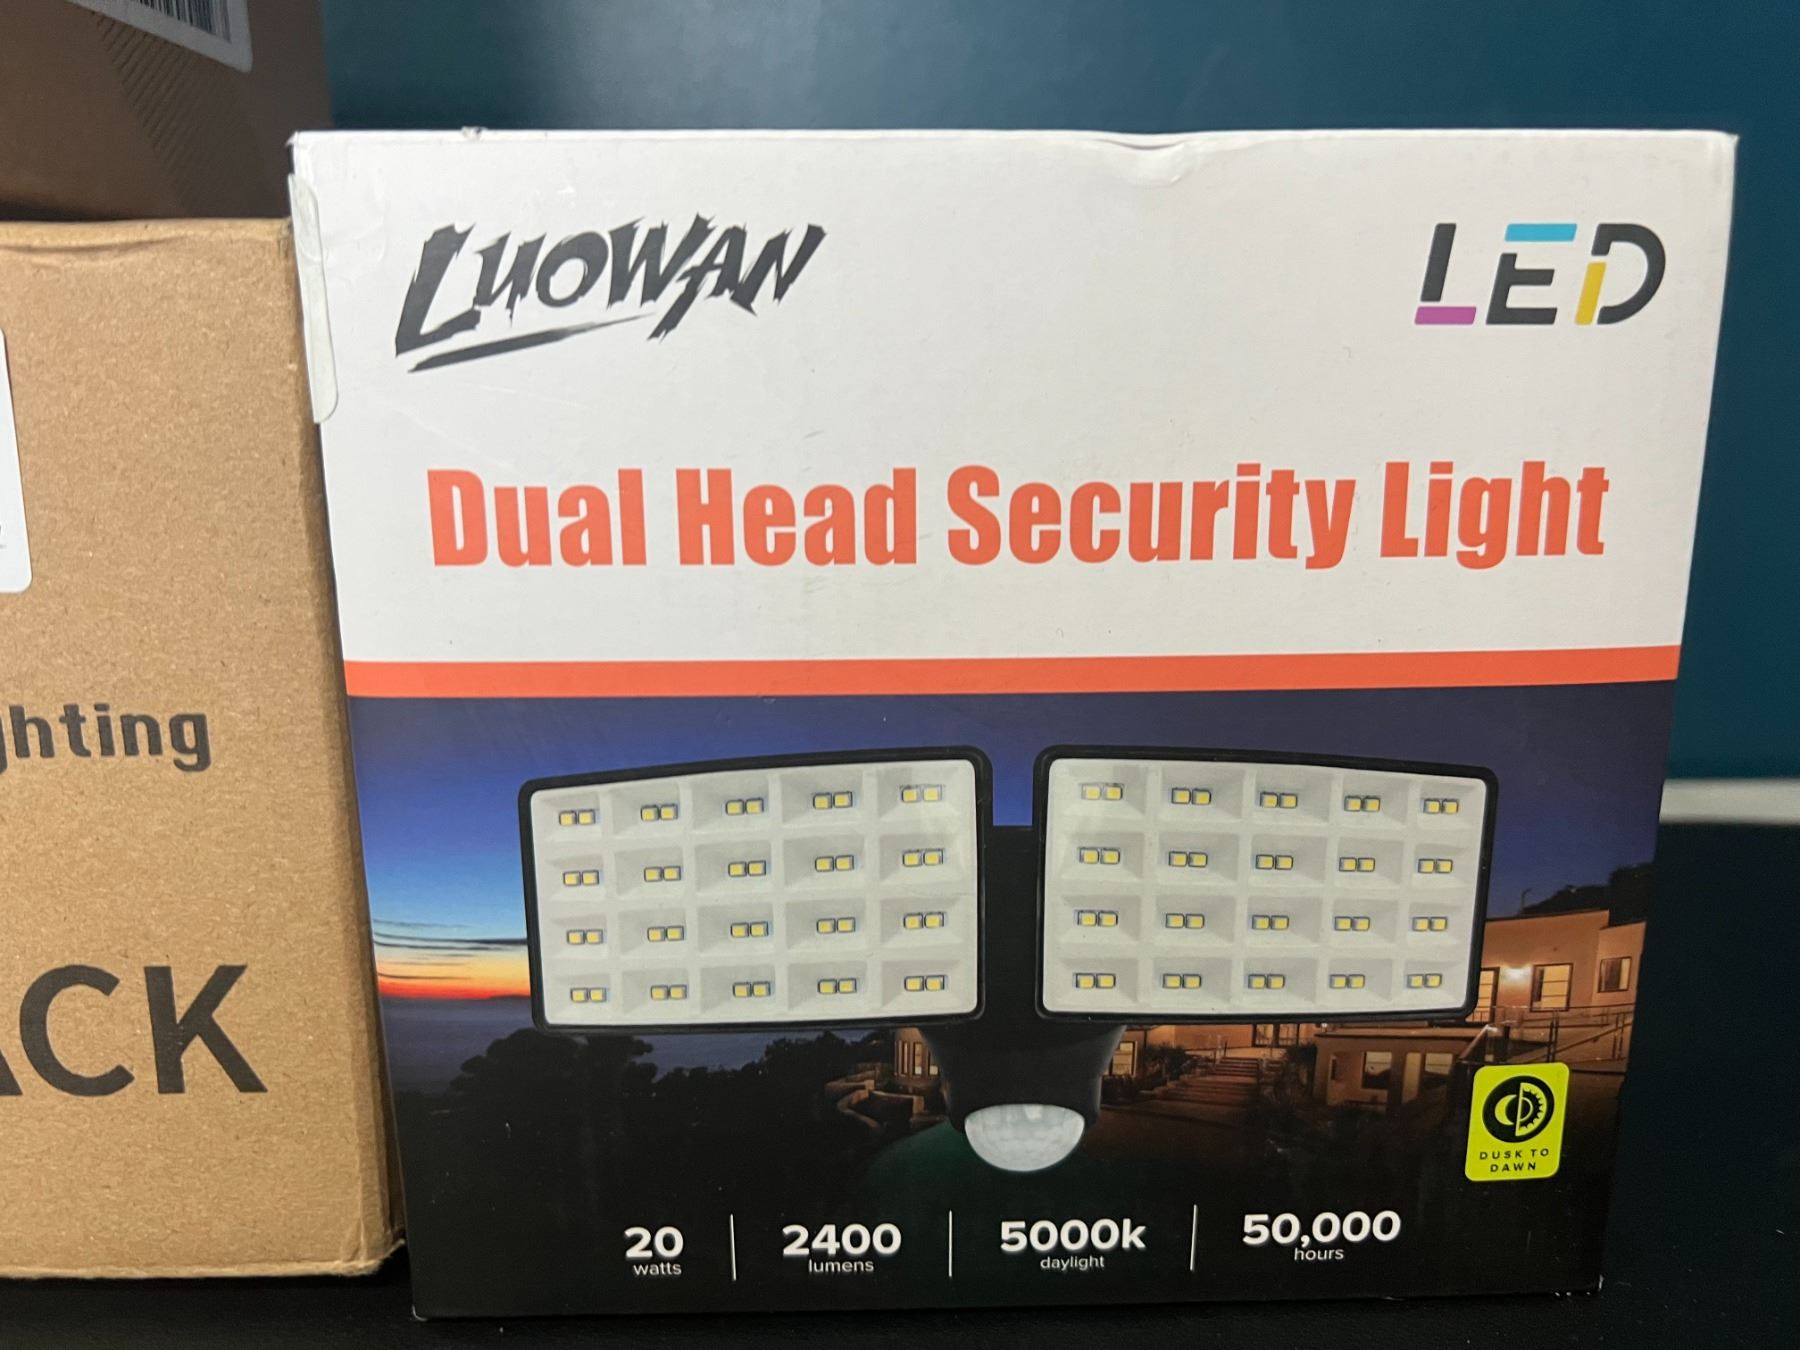 LUOWAN
LED
Dual Head Security Light
hting
ACK
DUSK TO
DAWN
20
watts
2400
lumens
5000k
daylight
50,000
hours